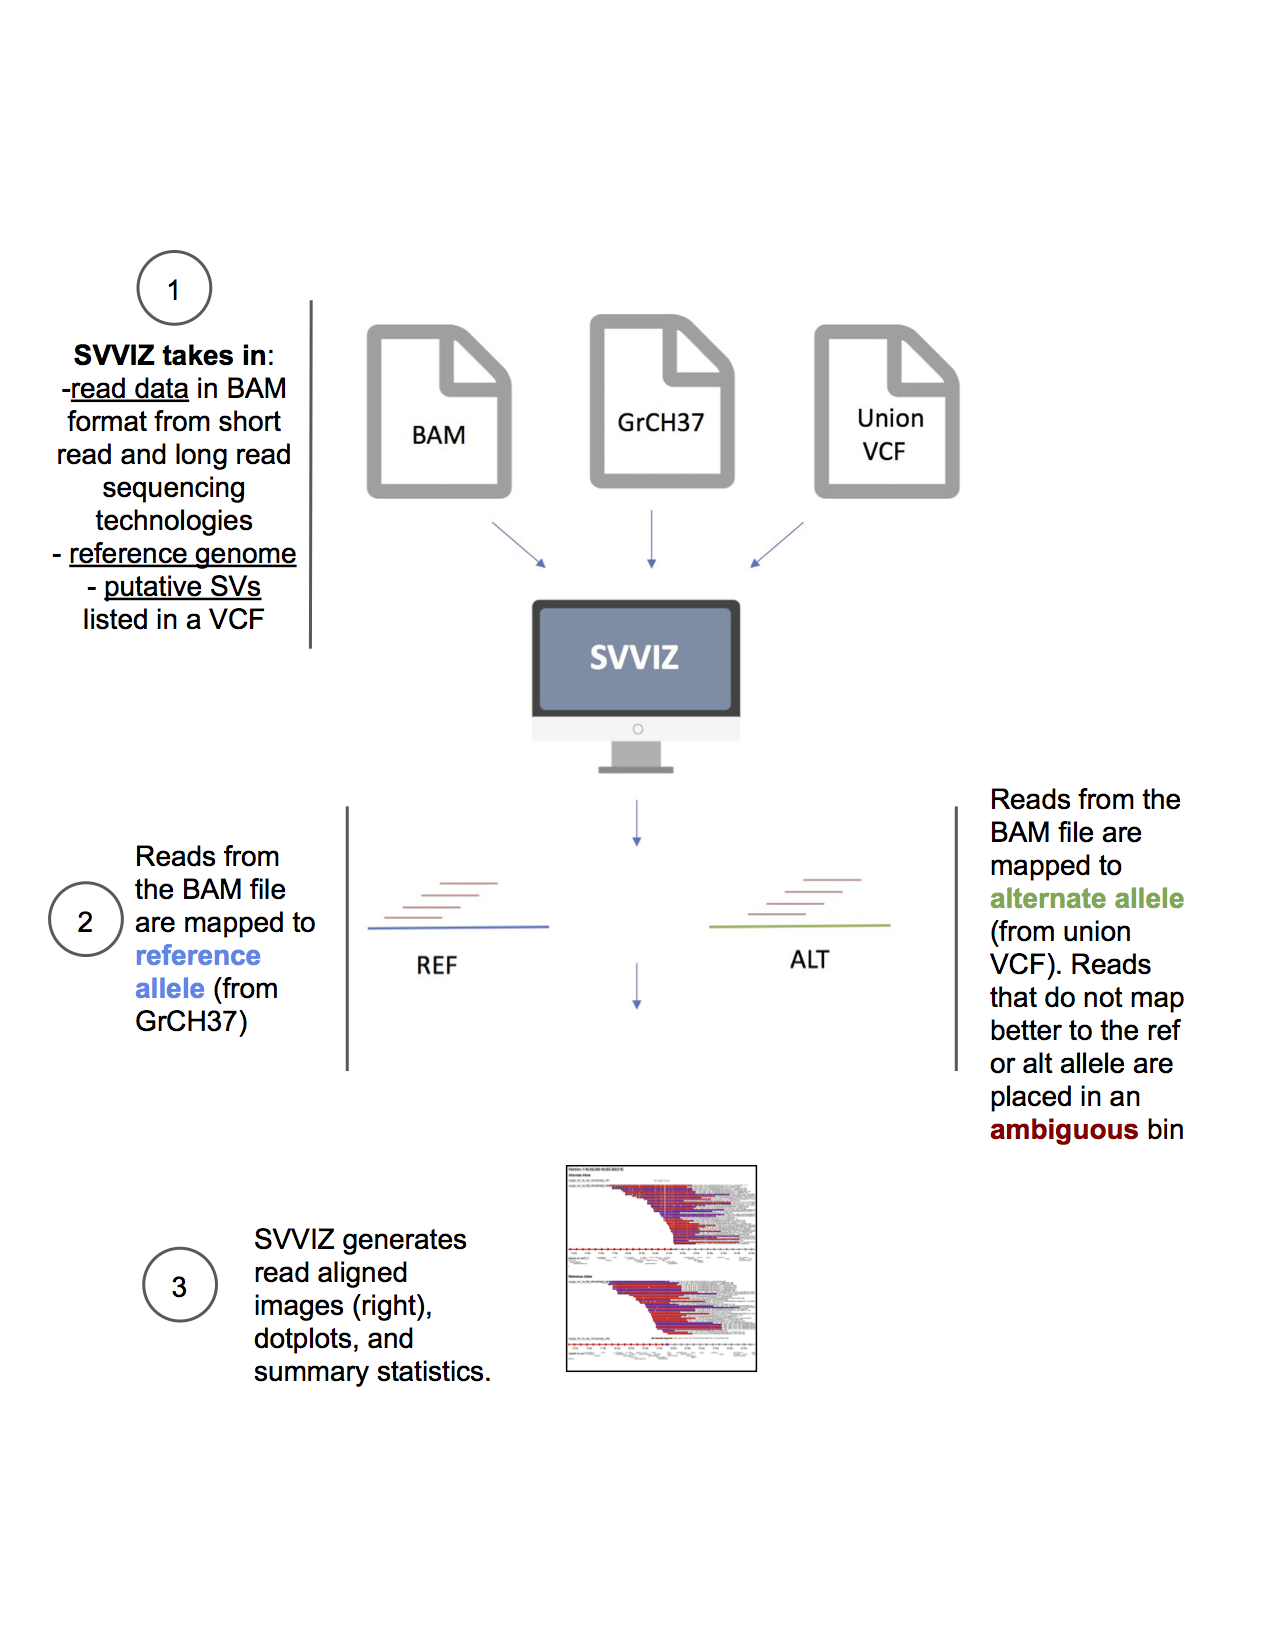 1
SVVIZ takes in:
-read data in BAM
format from short
read and long read
sequencing
technologies
- reference genome
- putative SVs
listed in a VCF
BAM
GrCH37
Union
VCF
SVVIZ
2
Reads from
the BAM file
are mapped to
reference
allele (from
GrCH37)
REF
ALT
Reads from the
BAM file are
mapped to
alternate allele
(from union
VCF). Reads
that do not map
better to the ref
or alt allele are
placed in an
ambiguous bin
3
SVVIZ generates
read aligned
images (right),
dotplots, and
summary statistics.